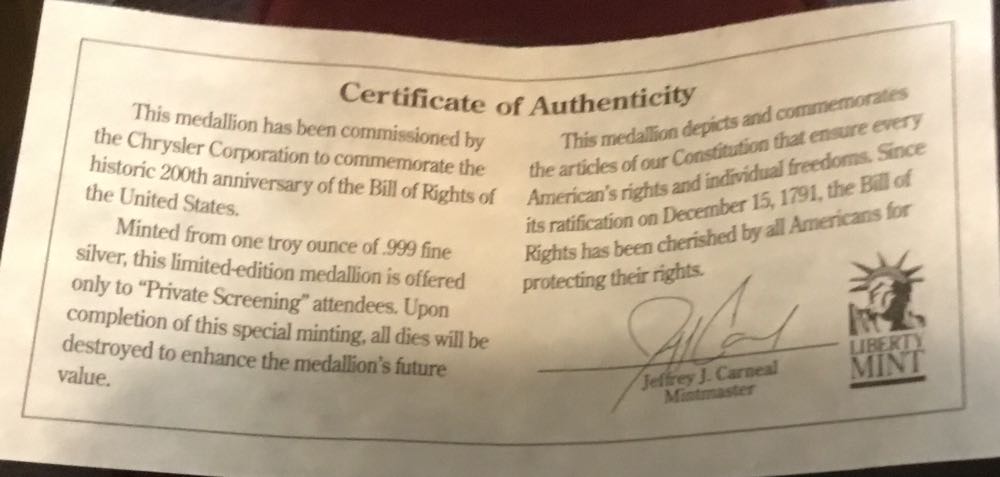 Certificate of Authenticity
This medallion has been commissioned by
the Chrysler Corporation to commemorate the
historic 200th anniversary of the Bill of Rights of
the United States.
Minted from one troy ounce of .999 fine
silver, this limited-edition medallion is offered
only to “Private Screening” attendees. Upon
completion of this special minting, all dies will be
destroyed to enhance the medallion's future
value.
This medallion depicts and commemorates
the articles of our Constitution that ensure every
American's rights and individual freedoms. Since
its ratification on December 15, 1791, the Bill of
Rights has been cherished by all Americans for
protecting their rights.
Jeffrey J. Carneal
Mintmaster
LIBERTY
MINT